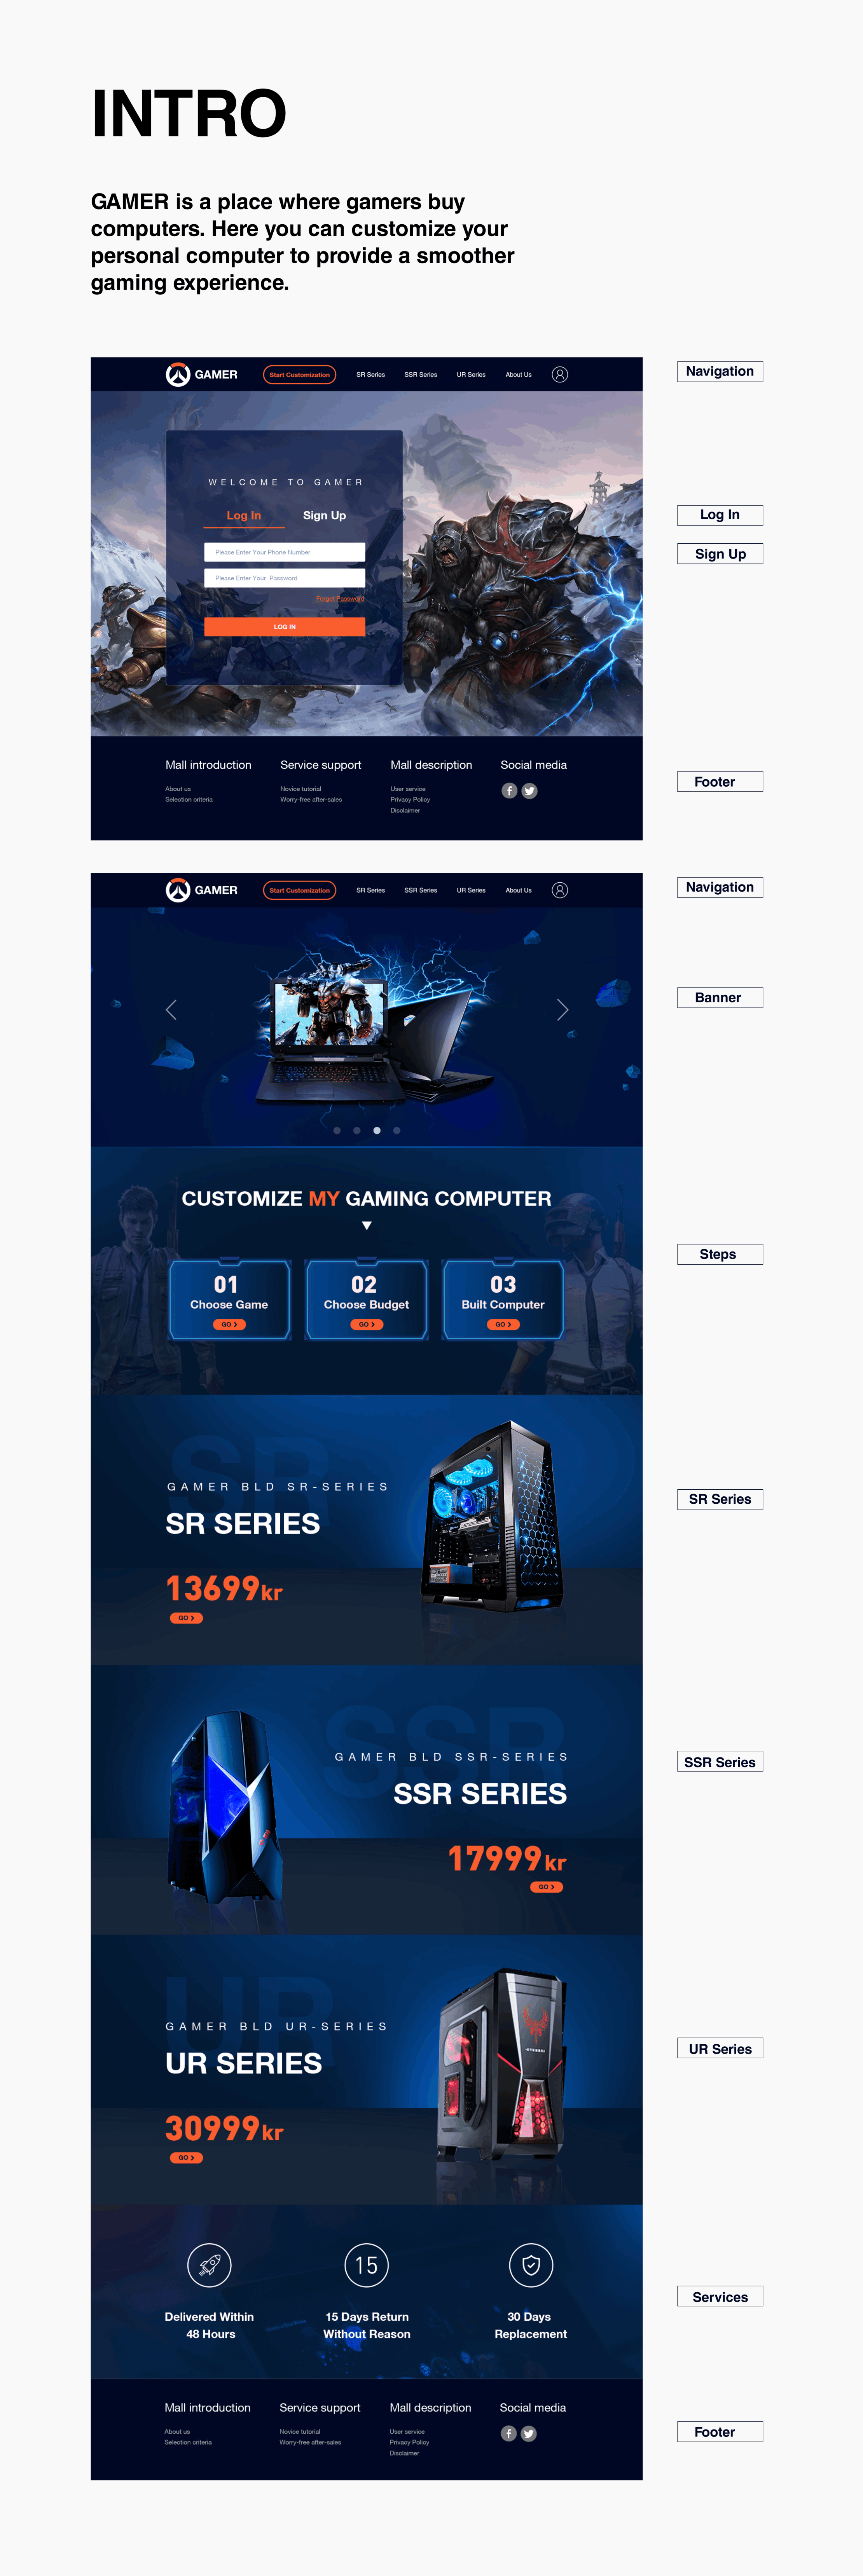 INTRO
GAMER is a place where gamers buy
computers. Here you can customize your
personal computer to provide a smoother
gaming experience.
GAMER
Start Customization
SR Series
SSR Series
UR Series
About Us
Navigation
WELCOME TO GAMER
Log In
Sign Up
Please Enter Your Phone Number
Please Enter Your Password
Forgot Password
LOG IN
Log In
Sign Up
Mall introduction
About us
Selection criteria
Service support
Novice tutorial
Worry-free after-sales
Mall description
User service
Privacy Policy
Disclaimer
Social media
Footer
GAMER
Start Customization
SR Series
SSR Series
UR Series
About Us
Navigation
Banner
CUSTOMIZE MY GAMING COMPUTER
01
Choose Game
GO >
02
Choose Budget
GO >
03
Built Computer
GO >
Steps
SR
GAMER BLD SR-SERIES
SR SERIES
13699kr
GO >
SR Series
SSR
GAMER BLD SSR-SERIES
SSR SERIES
17999kr
GO >
SSR Series
UR
GAMER BLD UR-SERIES
UR SERIES
30999kr
GO >
UR Series
Delivered Within
48 Hours
15
15 Days Return
Without Reason
30 Days
Replacement
Services
Mall introduction
About us
Selection criteria
Service support
Novice tutorial
Worry-free after-sales
Mall description
User service
Privacy Policy
Disclaimer
Social media
Footer